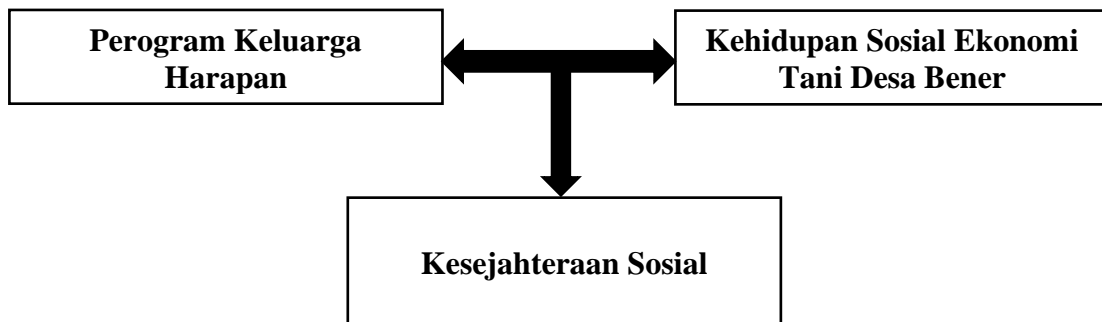 Perogram Keluarga
Harapan
Kehidupan Sosial Ekonomi
Tani Desa Bener
Kesejahteraan Sosial